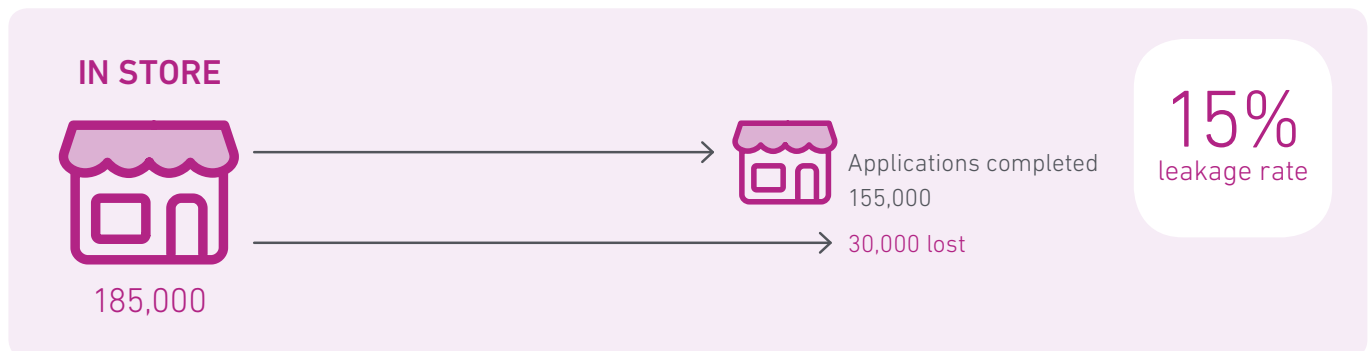 IN STORE
185,000
Applications completed
155,000
30,000 lost
15%
leakage rate